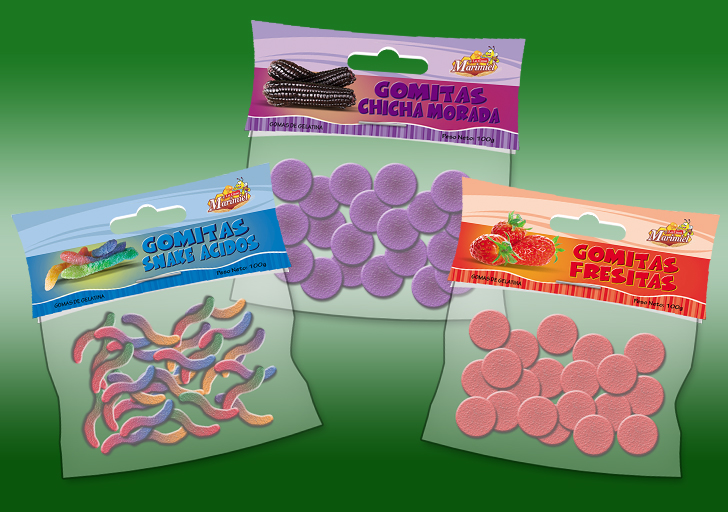 Marimiel
GOMITAS
CHICHA MORADA
GOMAS DE GELATINA
Peso Neto: 100g
Marimiel
GOMITAS
SNAKE ACIDOS
Peso Neto: 100g
GOMAS DE GELATINA
Marimiel
GOMITAS
FRESITAS
GOMAS DE GELATINA
Peso Neto: 100g